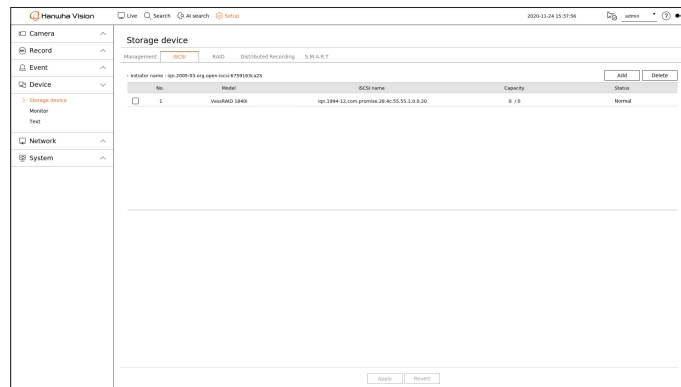 Hanwha Vision
Live Search AI search Setup 2020-11-24 15:37:56 admin ?
Camera
Record
Event
Device
Storage device
Monitor
Text
Network
System
Storage device
Management iSCSI RAID Distributed Recording S.M.A.R.T
Initiator name : iqn.2005-03.org.open-iscsi:6759163ca25 Add Delete
No. Model iSCSI name Capacity Status
1 VessRAID 1840i iqn.1994-12.com.promise.28.4c.55.55.1.0.0.20 0 / 0 Normal
Apply Revert